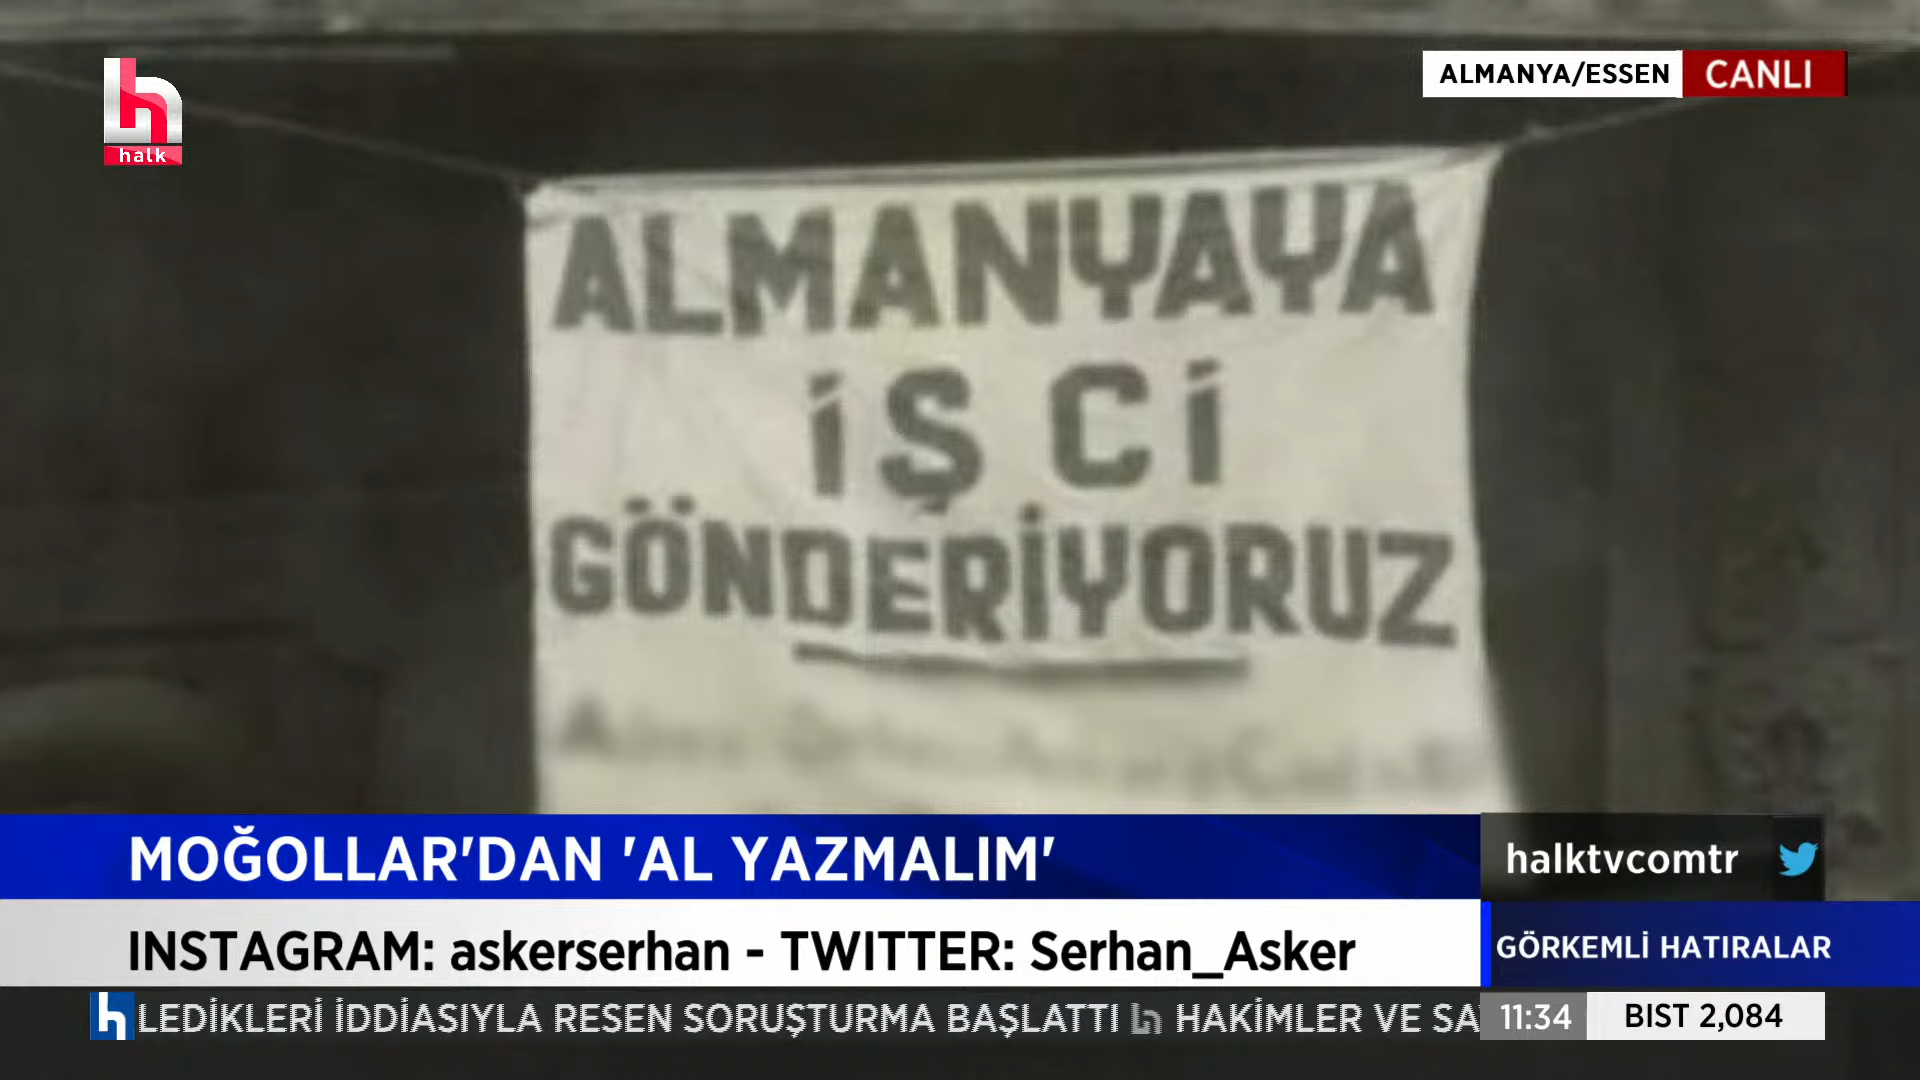 halk
ALMANYA/ESSEN CANLI
ALMANYAYA
İŞCİ
GÖNDERİYORUZ
MOĞOLLAR'DAN 'AL YAZMALIM'
halktvcomtr
INSTAGRAM: askerserhan - TWITTER: Serhan_Asker
GÖRKEMLİ HATIRALAR
LEDİKLERİ İDDİASIYLA RESEN SORUŞTURMA BAŞLATTI h HAKİMLER VE SA
11:34 BIST 2,084